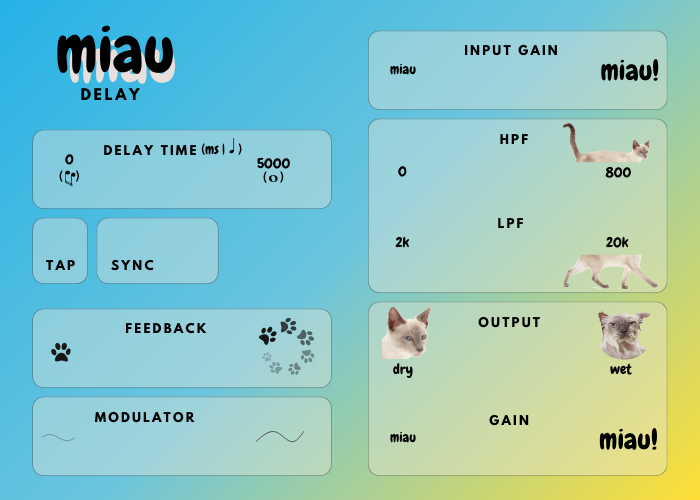 miau
DELAY
DELAY TIME (ms | ♩)
0
(♫)
5000
(𝅝)
TAP
SYNC
FEEDBACK
MODULATOR
INPUT GAIN
miau
miau!
HPF
0
800
LPF
2k
20k
OUTPUT
dry
wet
GAIN
miau
miau!